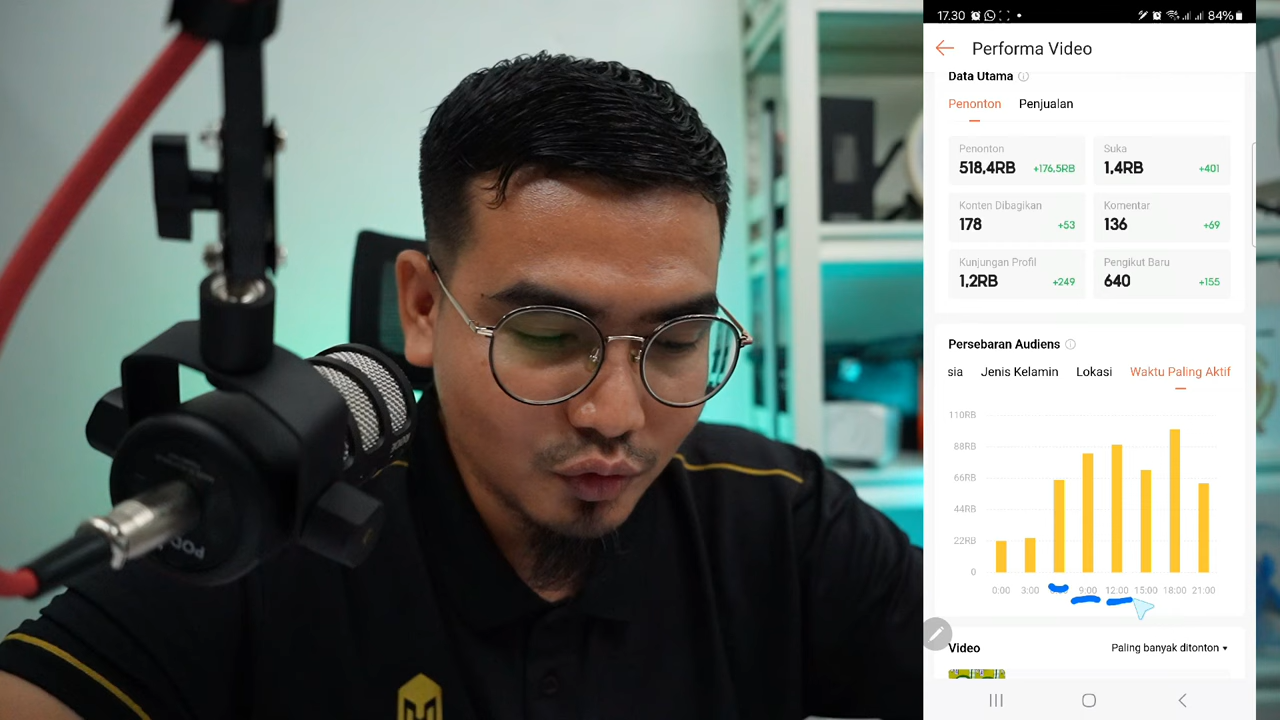 17.30 84%
Performa Video
Data Utama
Penonton Penjualan
Penonton Suka
518,4RB +176,5RB 1,4RB +401
Konten Dibagikan Komentar
178 +53 136 +69
Kunjungan Profil Pengikut Baru
1,2RB +249 640 +155
Persebaran Audiens
sia Jenis Kelamin Lokasi Waktu Paling Aktif
110RB
88RB
66RB
44RB
22RB
0
0:00 3:00 9:00 12:00 15:00 18:00 21:00
Video Paling banyak ditonton